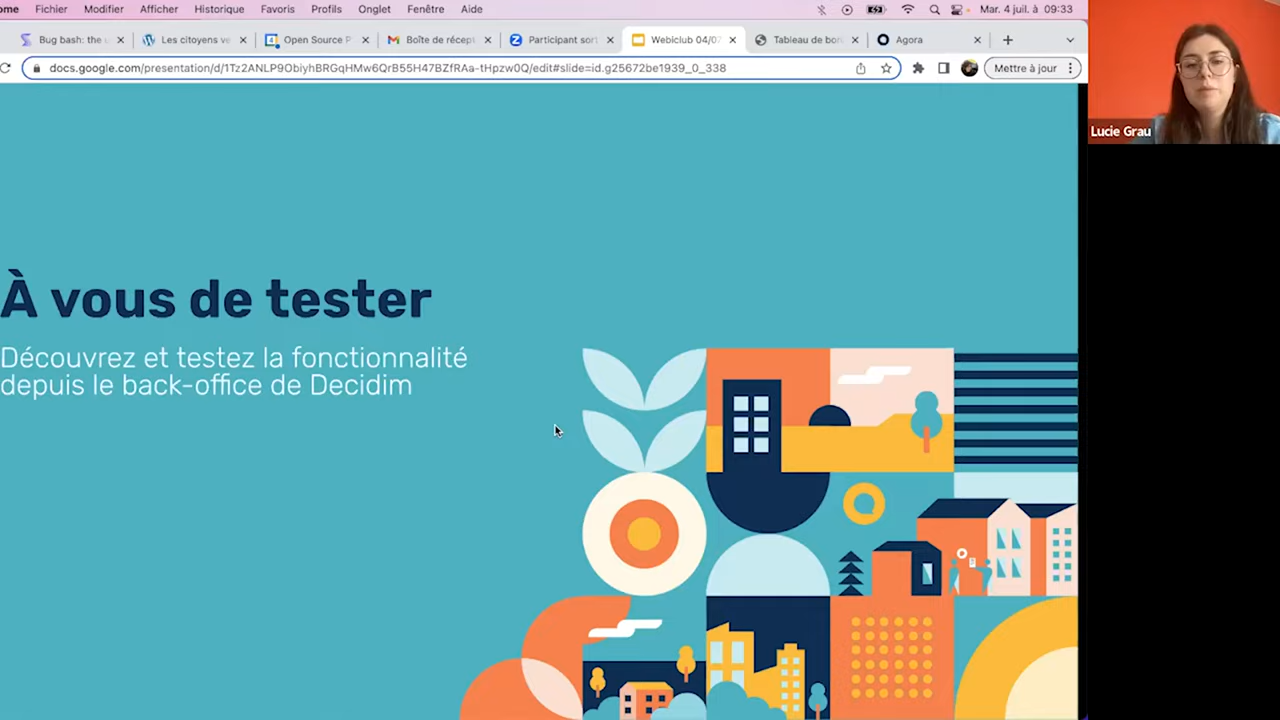 ome Fichier Modifier Afficher Historique Favoris Profils Onglet Fenêtre Aide Mar. 4 juil. à 09:33
Bug bash: the u Les citoyens ve Open Source P Boîte de récept Participant sort Webiclub 04/07 Tableau de bor Agora
docs.google.com/presentation/d/1Tz2ANLP9ObiyhBRGqHMw6QrB55H47BZfRAa-tHpzw0Q/edit#slide=id.g25672be1939_0_338 Mettre à jour
Lucie Grau
À vous de tester
Découvrez et testez la fonctionnalité
depuis le back-office de Decidim